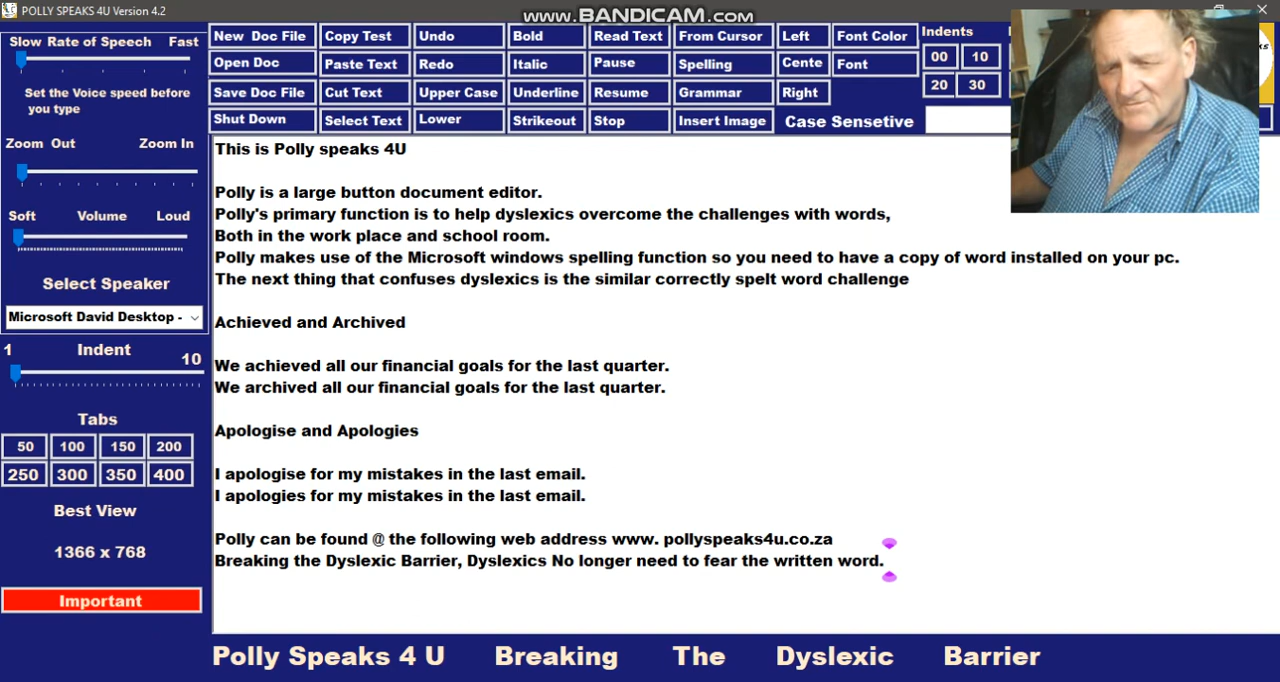 POLLY SPEAKS 4U Version 4.2
www.BANDICAM.com
Slow Rate of Speech Fast
Set the Voice speed before
you type
Zoom Out Zoom In
Soft Volume Loud
Select Speaker
Microsoft David Desktop -
1 Indent 10
Tabs
50 100 150 200
250 300 350 400
Best View
1366 x 768
Important
New Doc File Copy Test Undo Bold Read Text From Cursor Left Font Color
Open Doc Paste Text Redo Italic Pause Spelling Cente Font
Save Doc File Cut Text Upper Case Underline Resume Grammar Right
Shut Down Select Text Lower Strikeout Stop Insert Image Case Sensetive
Indents
00 10
20 30
This is Polly speaks 4U
Polly is a large button document editor.
Polly's primary function is to help dyslexics overcome the challenges with words,
Both in the work place and school room.
Polly makes use of the Microsoft windows spelling function so you need to have a copy of word installed on your pc.
The next thing that confuses dyslexics is the similar correctly spelt word challenge
Achieved and Archived
We achieved all our financial goals for the last quarter.
We archived all our financial goals for the last quarter.
Apologise and Apologies
I apologise for my mistakes in the last email.
I apologies for my mistakes in the last email.
Polly can be found @ the following web address www. pollyspeaks4u.co.za
Breaking the Dyslexic Barrier, Dyslexics No longer need to fear the written word.
Polly Speaks 4 U Breaking The Dyslexic Barrier